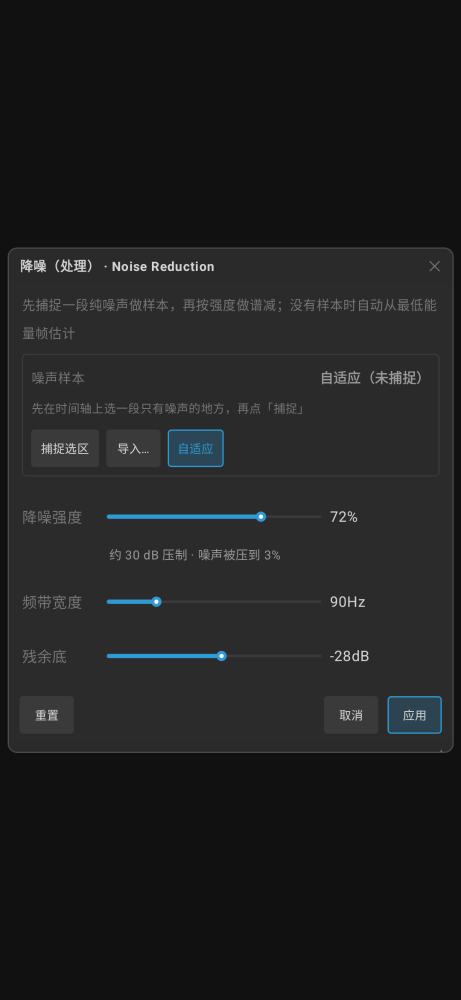 降噪（处理） · Noise Reduction
先捕捉一段纯噪声做样本，再按强度做谱减；没有样本时自动从最低能
量帧估计
噪声样本
自适应（未捕捉）
先在时间轴上选一段只有噪声的地方，再点「捕捉」
捕捉选区
导入...
自适应
降噪强度
72%
约 30 dB 压制 · 噪声被压到 3%
频带宽度
90Hz
残余底
-28dB
重置
取消
应用